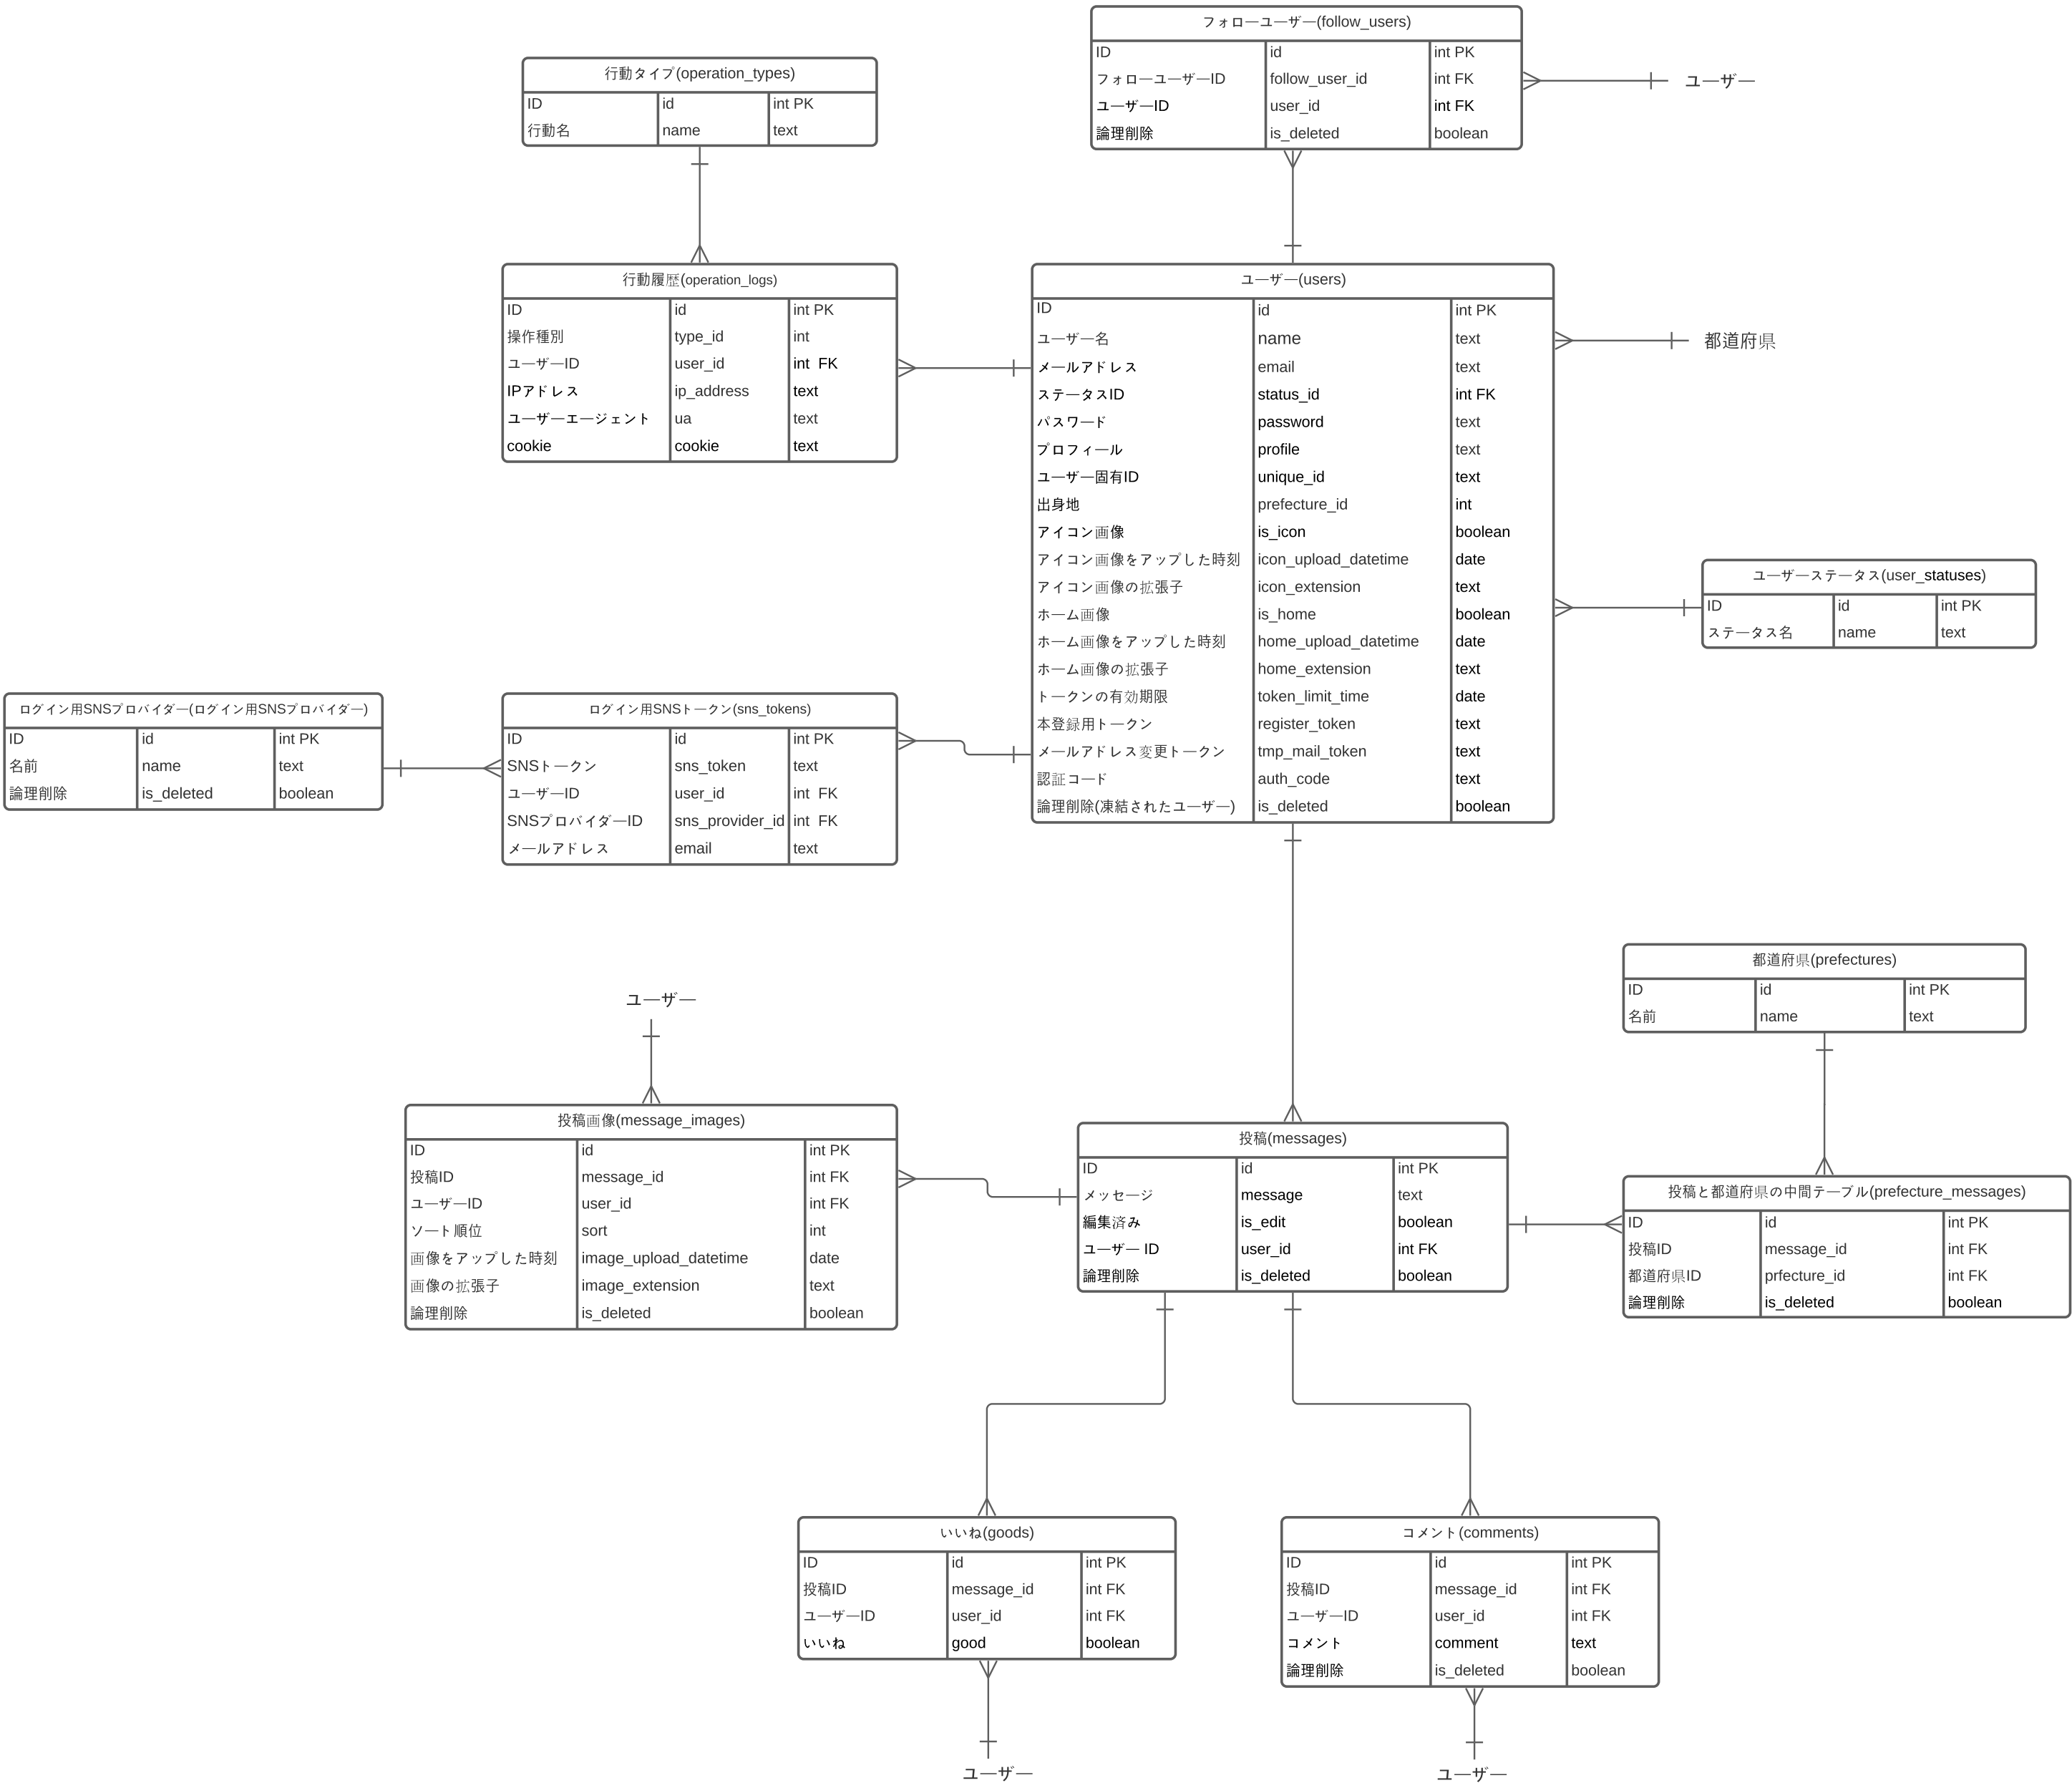 フォローユーザー(follow_users)
ID id int PK
フォローユーザーID follow_user_id int FK
ユーザーID user_id int FK
論理削除 is_deleted boolean
ユーザー
行動タイプ(operation_types)
ID id int PK
行動名 name text
行動履歴(operation_logs)
ID id int PK
操作種別 type_id int
ユーザーID user_id int FK
IPアドレス ip_address text
ユーザーエージェント ua text
cookie cookie text
ユーザー(users)
ID id int PK
ユーザー名 name text
メールアドレス email text
ステータスID status_id int FK
パスワード password text
プロフィール profile text
ユーザー固有ID unique_id text
出身地 prefecture_id int
アイコン画像 is_icon boolean
アイコン画像をアップした時刻 icon_upload_datetime date
アイコン画像の拡張子 icon_extension text
ホーム画像 is_home boolean
ホーム画像をアップした時刻 home_upload_datetime date
ホーム画像の拡張子 home_extension text
トークンの有効期限 token_limit_time date
本登録用トークン register_token text
メールアドレス変更トークン tmp_mail_token text
認証コード auth_code text
論理削除(凍結されたユーザー) is_deleted boolean
都道府県
ユーザーステータス(user_statuses)
ID id int PK
ステータス名 name text
ログイン用SNSプロバイダー(ログイン用SNSプロバイダー)
ID id int PK
名前 name text
論理削除 is_deleted boolean
ログイン用SNSトークン(sns_tokens)
ID id int PK
SNSトークン sns_token text
ユーザーID user_id int FK
SNSプロバイダーID sns_provider_id int FK
メールアドレス email text
都道府県(prefectures)
ID id int PK
名前 name text
ユーザー
投稿画像(message_images)
ID id int PK
投稿ID message_id int FK
ユーザーID user_id int FK
ソート順位 sort int
画像をアップした時刻 image_upload_datetime date
画像の拡張子 image_extension text
論理削除 is_deleted boolean
投稿(messages)
ID id int PK
メッセージ message text
編集済み is_edit boolean
ユーザー ID user_id int FK
論理削除 is_deleted boolean
投稿と都道府県の中間テーブル(prefecture_messages)
ID id int PK
投稿ID message_id int FK
都道府県ID prfecture_id int FK
論理削除 is_deleted boolean
いいね(goods)
ID id int PK
投稿ID message_id int FK
ユーザーID user_id int FK
いいね good boolean
ユーザー
コメント(comments)
ID id int PK
投稿ID message_id int FK
ユーザーID user_id int FK
コメント comment text
論理削除 is_deleted boolean
ユーザー